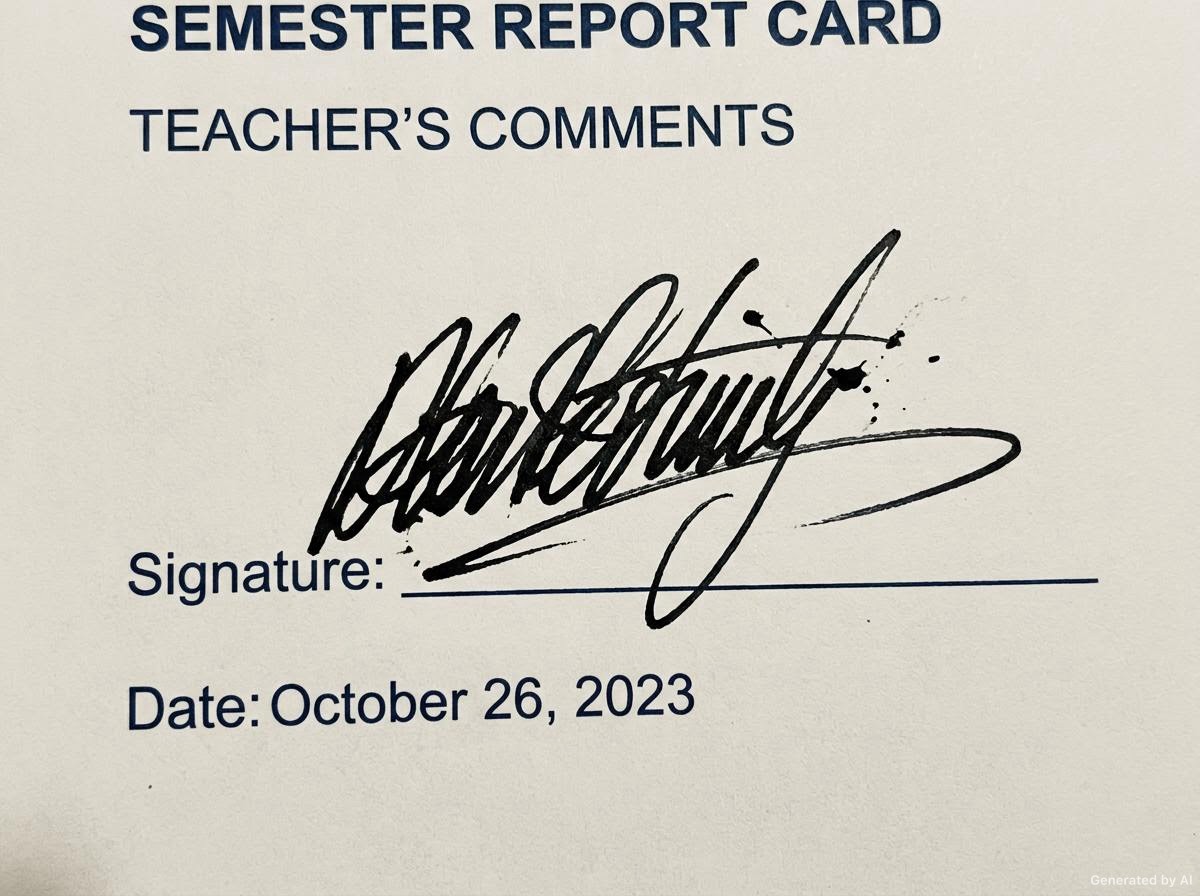 SEMESTER REPORT CARD
TEACHER’S COMMENTS
Signature:
Date: October 26, 2023
Generated by AI